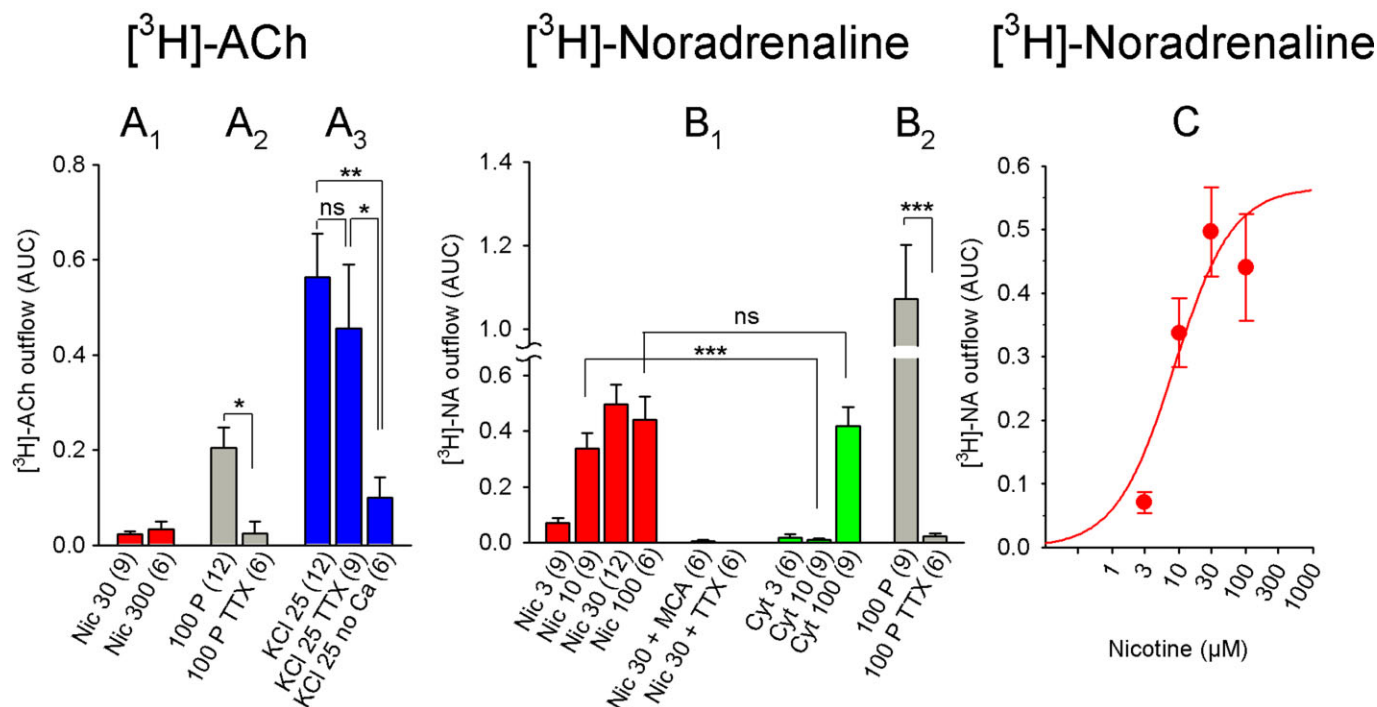 [³H]-ACh
[³H]-Noradrenaline
[³H]-Noradrenaline
A₁
A₂
A₃
B₁
B₂
C
[³H]-ACh outflow (AUC)
0.8
0.6
0.4
0.2
0.0
*
ns
**
*
Nic 30 (9)
Nic 300 (6)
100 P (12)
100 P TTX (6)
KCl 25 (12)
KCl 25 TTX (9)
KCl 25 no Ca (6)
[³H]-NA outflow (AUC)
1.4
1.2
1.0
0.6
0.4
0.2
0.0
ns
***
***
Nic 3 (9)
Nic 10 (9)
Nic 30 (12)
Nic 100 (6)
Nic 30 + MCA (6)
Nic 30 + TTX (6)
Cyt 3 (6)
Cyt 10 (9)
Cyt 100 (9)
100 P (9)
100 P TTX (6)
[³H]-NA outflow (AUC)
0.6
0.5
0.4
0.3
0.2
0.1
0.0
1
3
10
30
100
300
1000
Nicotine (µM)